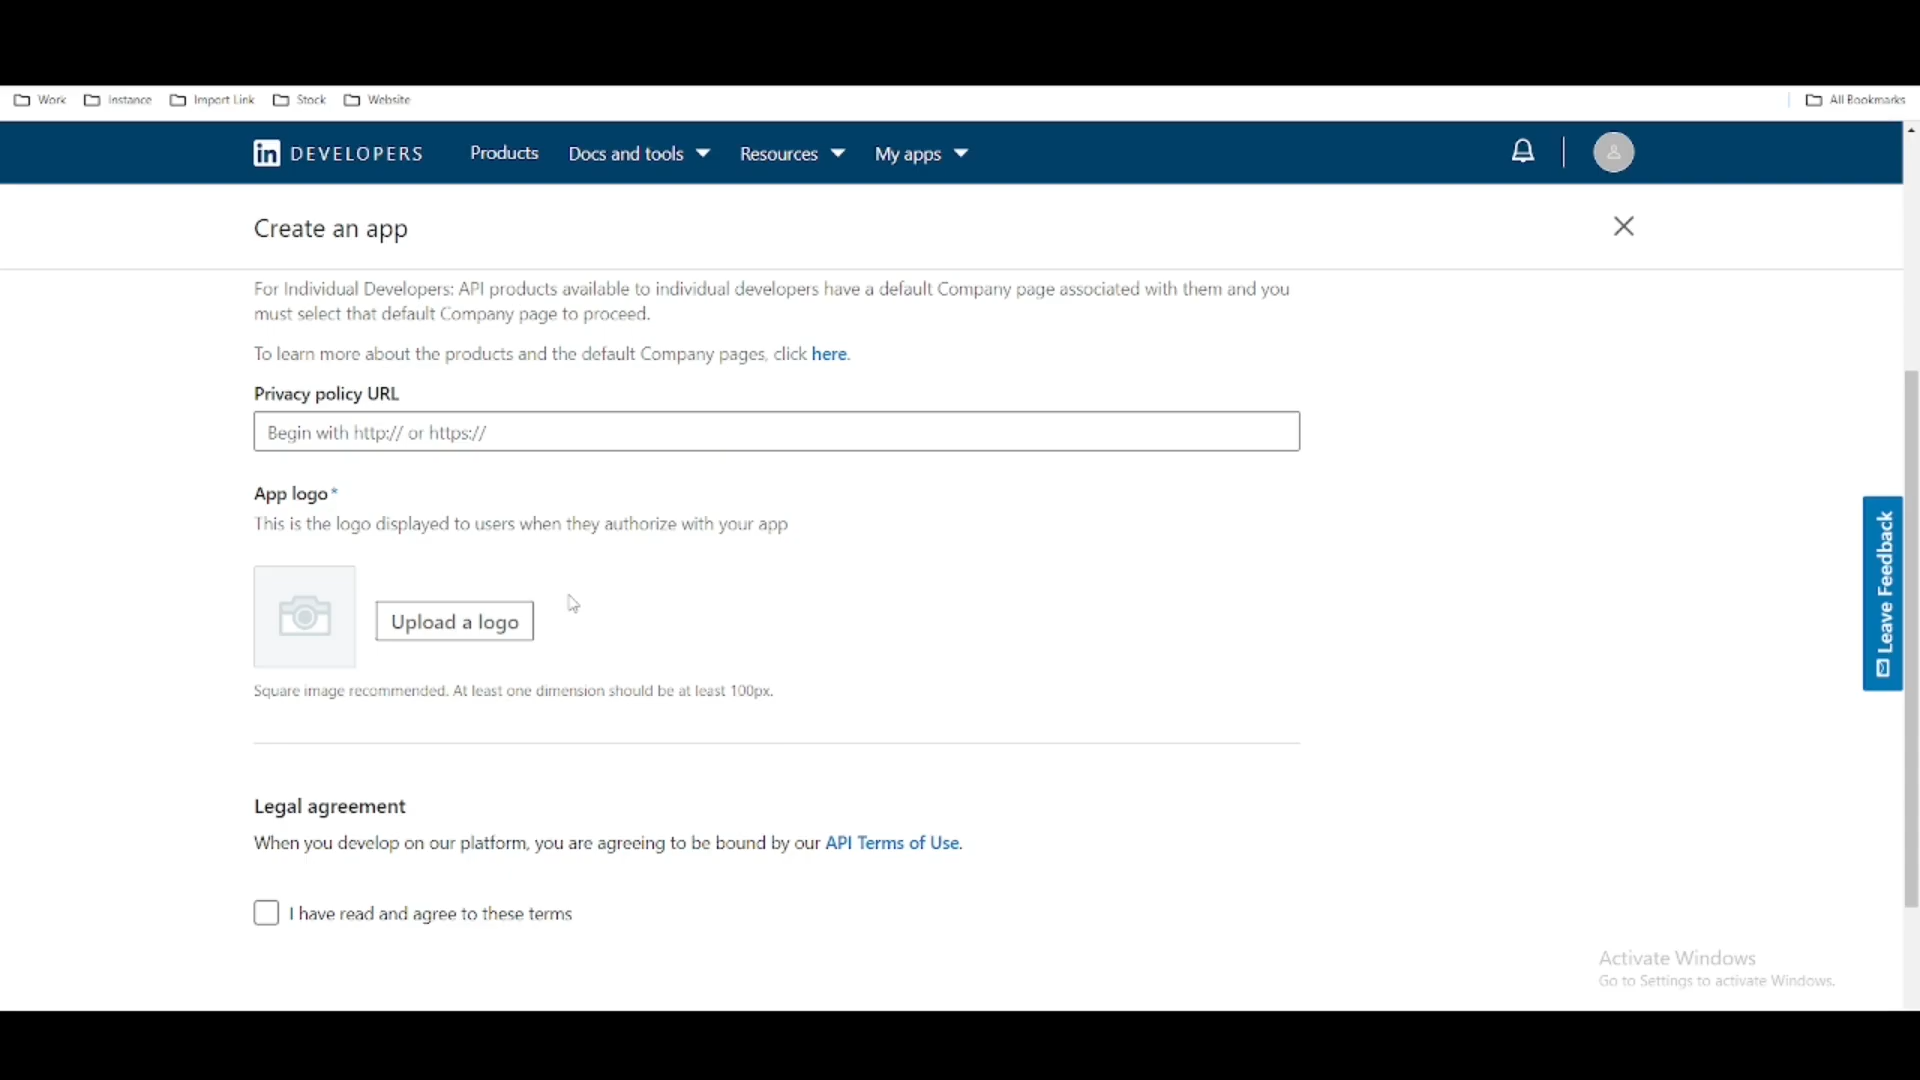 Work Instance Import Link Stock Website All Bookmarks
in DEVELOPERS Products Docs and tools Resources My apps
Create an app
For Individual Developers: API products available to individual developers have a default Company page associated with them and you
must select that default Company page to proceed.
To learn more about the products and the default Company pages, click here.
Privacy policy URL
Begin with http:// or https://
App logo*
This is the logo displayed to users when they authorize with your app
Upload a logo
Square image recommended. At least one dimension should be at least 100px.
Leave Feedback
Legal agreement
When you develop on our platform, you are agreeing to be bound by our API Terms of Use.
I have read and agree to these terms
Activate Windows
Go to Settings to activate Windows.